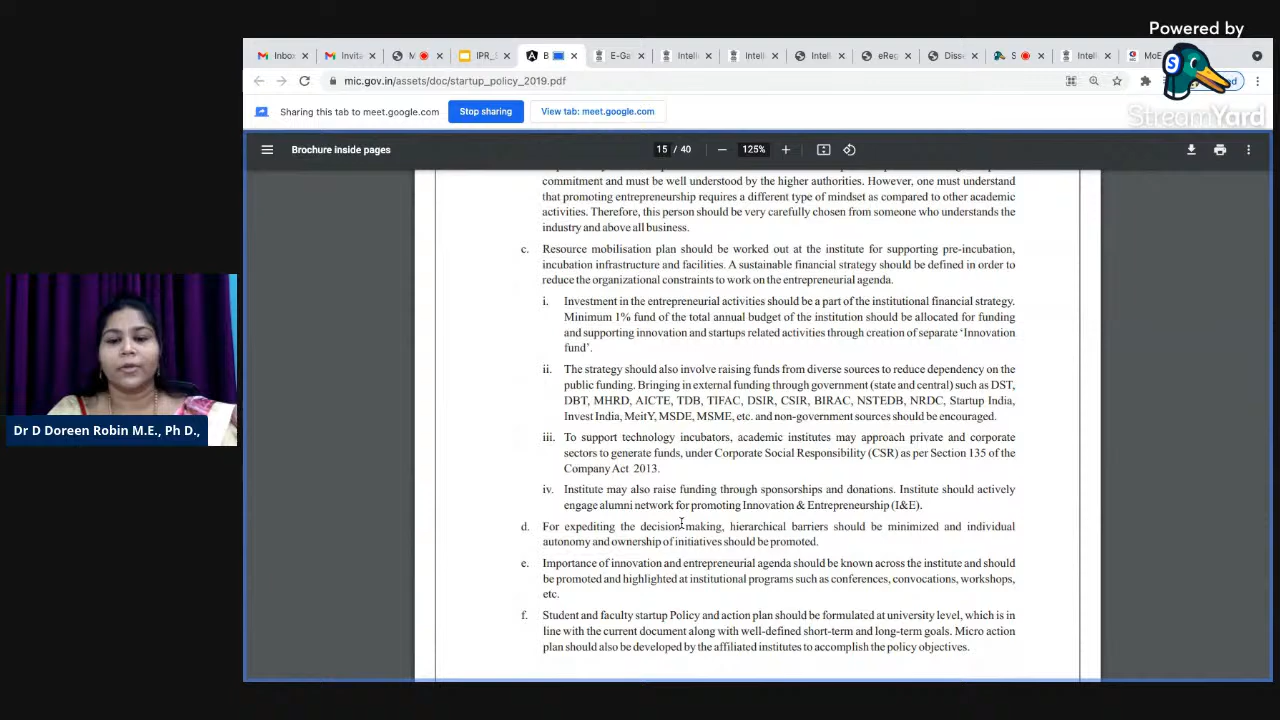 Powered by
StreamYard
Inbo
Invita
M
IPR_
B
E-Ga
Intelli
Intelli
Intell
eReg
Disse
S
Intell
MoE
mic.gov.in/assets/doc/startup_policy_2019.pdf
Sharing this tab to meet.google.com
Stop sharing
View tab: meet.google.com
Brochure inside pages
15 / 40
125%
commitment and must be well understood by the higher authorities. However, one must understand
that promoting entrepreneurship requires a different type of mindset as compared to other academic
activities. Therefore, this person should be very carefully chosen from someone who understands the
industry and above all business.
c. Resource mobilisation plan should be worked out at the institute for supporting pre-incubation,
incubation infrastructure and facilities. A sustainable financial strategy should be defined in order to
reduce the organizational constraints to work on the entrepreneurial agenda.
i. Investment in the entrepreneurial activities should be a part of the institutional financial strategy.
Minimum 1% fund of the total annual budget of the institution should be allocated for funding
and supporting innovation and startups related activities through creation of separate ‘Innovation
fund’.
ii. The strategy should also involve raising funds from diverse sources to reduce dependency on the
public funding. Bringing in external funding through government (state and central) such as DST,
DBT, MHRD, AICTE, TDB, TIFAC, DSIR, CSIR, BIRAC, NSTEDB, NRDC, Startup India,
Invest India, MeitY, MSDE, MSME, etc. and non-government sources should be encouraged.
iii. To support technology incubators, academic institutes may approach private and corporate
sectors to generate funds, under Corporate Social Responsibility (CSR) as per Section 135 of the
Company Act 2013.
iv. Institute may also raise funding through sponsorships and donations. Institute should actively
engage alumni network for promoting Innovation & Entrepreneurship (I&E).
d. For expediting the decision making, hierarchical barriers should be minimized and individual
autonomy and ownership of initiatives should be promoted.
e. Importance of innovation and entrepreneurial agenda should be known across the institute and should
be promoted and highlighted at institutional programs such as conferences, convocations, workshops,
etc.
f. Student and faculty startup Policy and action plan should be formulated at university level, which is in
line with the current document along with well-defined short-term and long-term goals. Micro action
plan should also be developed by the affiliated institutes to accomplish the policy objectives.
Dr D Doreen Robin M.E., Ph D.,